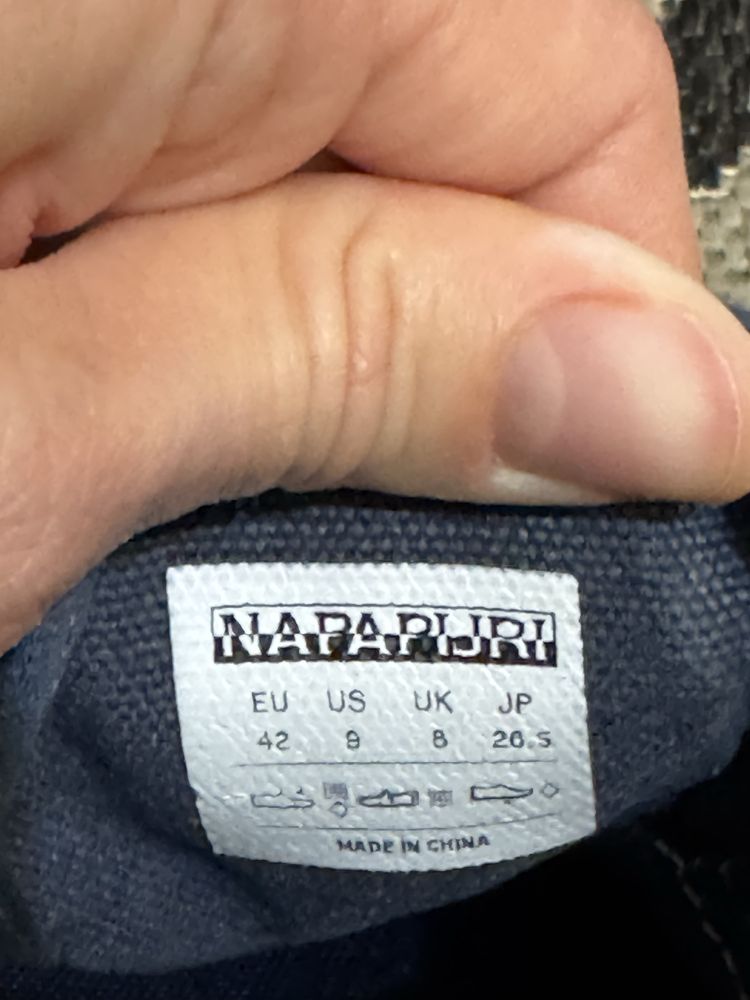 NAPAPIJRI
EU US UK JP
42 9 8 26.5
MADE IN CHINA